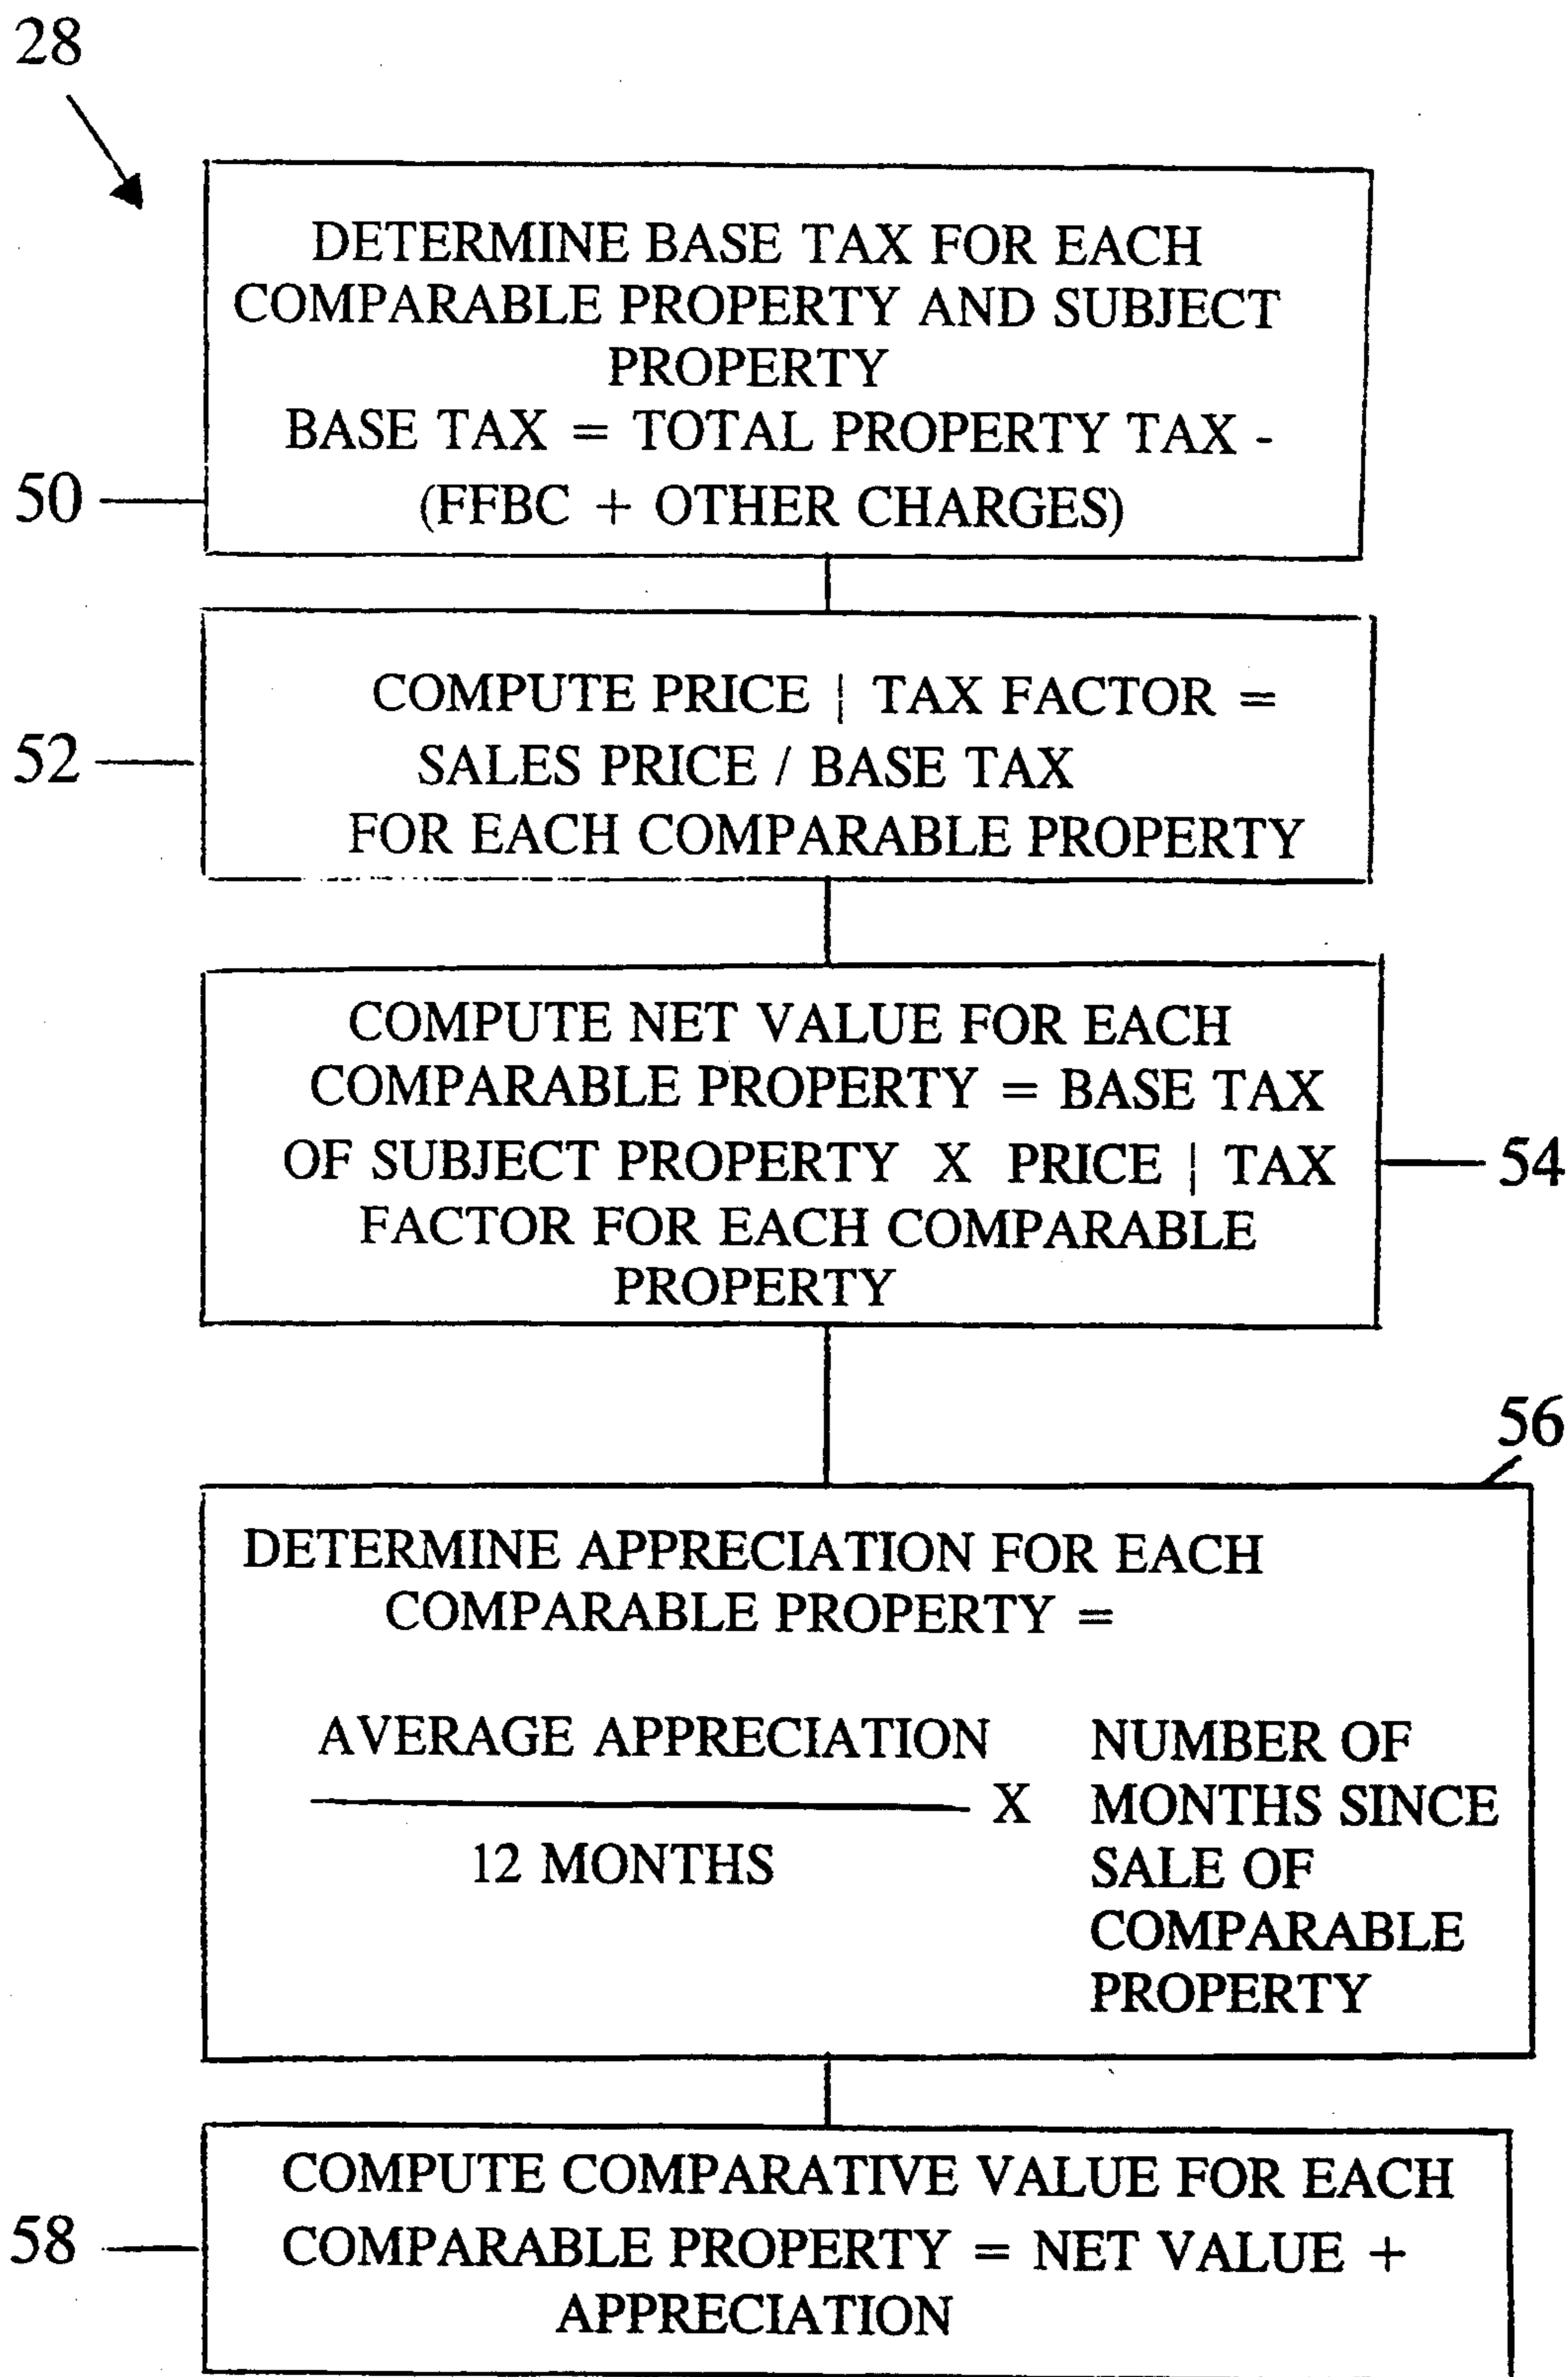 28
DETERMINE BASE TAX FOR EACH
COMPARABLE PROPERTY AND SUBJECT
PROPERTY
BASE TAX = TOTAL PROPERTY TAX -
50
(FFBC + OTHER CHARGES)
COMPUTE PRICE | TAX FACTOR =
52
SALES PRICE / BASE TAX
FOR EACH COMPARABLE PROPERTY
COMPUTE NET VALUE FOR EACH
COMPARABLE PROPERTY = BASE TAX
OF SUBJECT PROPERTY X PRICE | TAX
54
FACTOR FOR EACH COMPARABLE
PROPERTY
56
DETERMINE APPRECIATION FOR EACH
COMPARABLE PROPERTY =
AVERAGE APPRECIATION
12 MONTHS
X
NUMBER OF
MONTHS SINCE
SALE OF
COMPARABLE
PROPERTY
COMPUTE COMPARATIVE VALUE FOR EACH
58
COMPARABLE PROPERTY = NET VALUE +
APPRECIATION